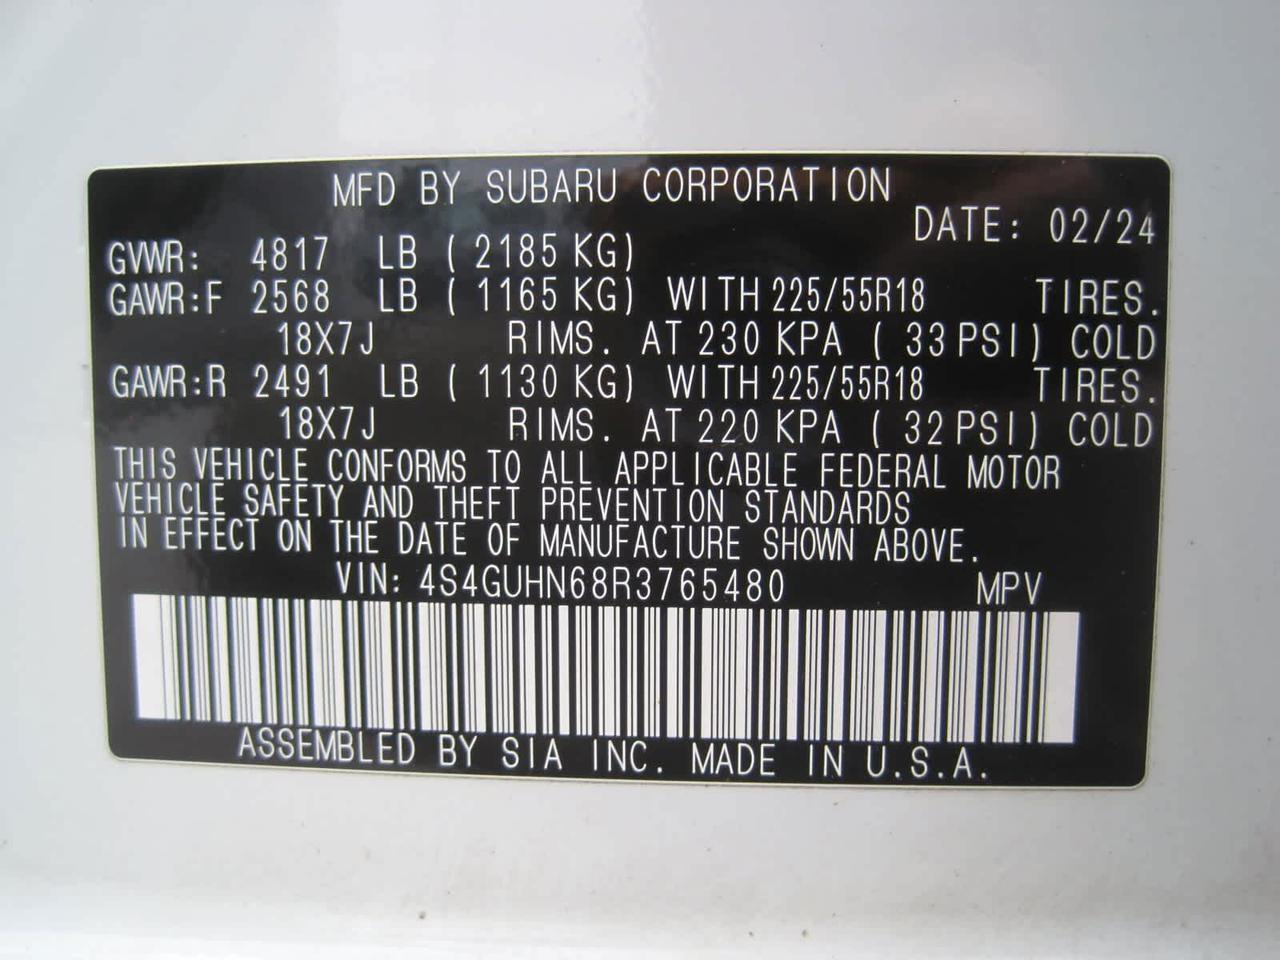 MFD BY SUBARU CORPORATION
DATE: 02/24
GVWR: 4817 LB (2185 KG)
GAWR:F 2568 LB (1165 KG) WITH 225/55R18 TIRES.
18X7J RIMS. AT 230 KPA (33 PSI) COLD
GAWR:R 2491 LB (1130 KG) WITH 225/55R18 TIRES.
18X7J RIMS. AT 220 KPA (32 PSI) COLD
THIS VEHICLE CONFORMS TO ALL APPLICABLE FEDERAL MOTOR
VEHICLE SAFETY AND THEFT PREVENTION STANDARDS
IN EFFECT ON THE DATE OF MANUFACTURE SHOWN ABOVE.
VIN: 4S4GUHN68R3765480 MPV
ASSEMBLED BY SIA INC. MADE IN U.S.A.